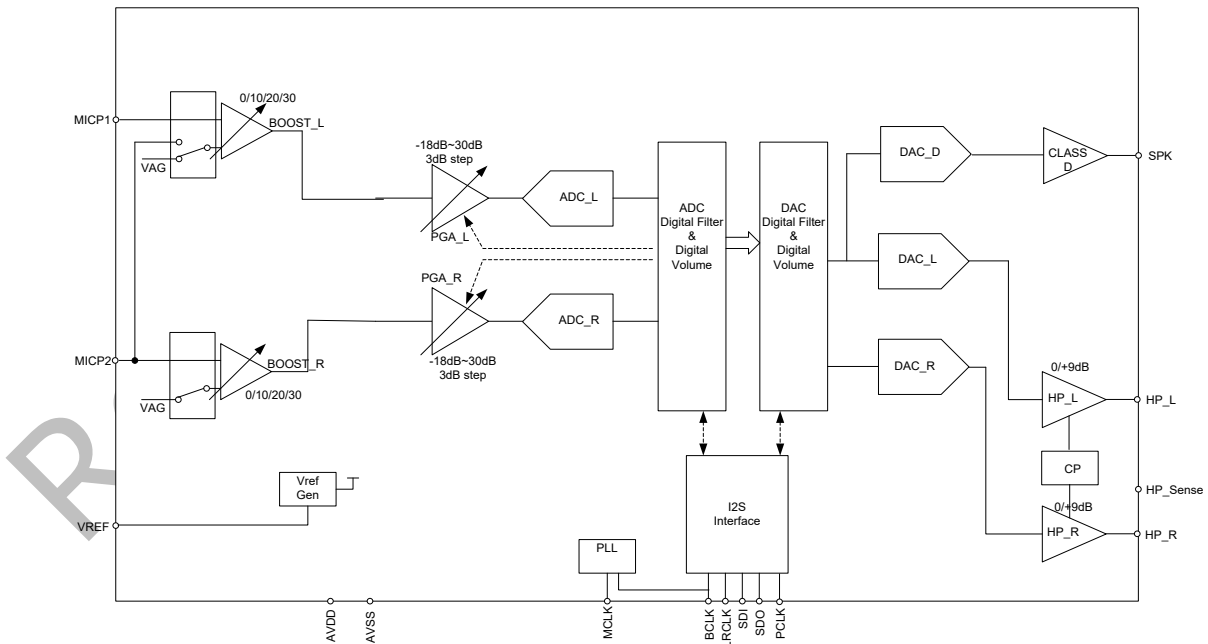 MICP1
0/10/20/30
BOOST_L
VAG
-18dB~30dB
3dB step
PGA_L
ADC_L
ADC
Digital Filter
&
Digital
Volume
DAC
Digital Filter
&
Digital
Volume
DAC_D
CLASS
D
SPK
DAC_L
PGA_R
ADC_R
-18dB~30dB
3dB step
MICP2
BOOST_R
0/10/20/30
VAG
DAC_R
0/+9dB
HP_L
HP_L
CP
HP_Sense
0/+9dB
HP_R
HP_R
Vref
Gen
VREF
I2S
Interface
PLL
AVDD
AVSS
MCLK
BCLK
LRCLK
SDI
SDO
PCLK